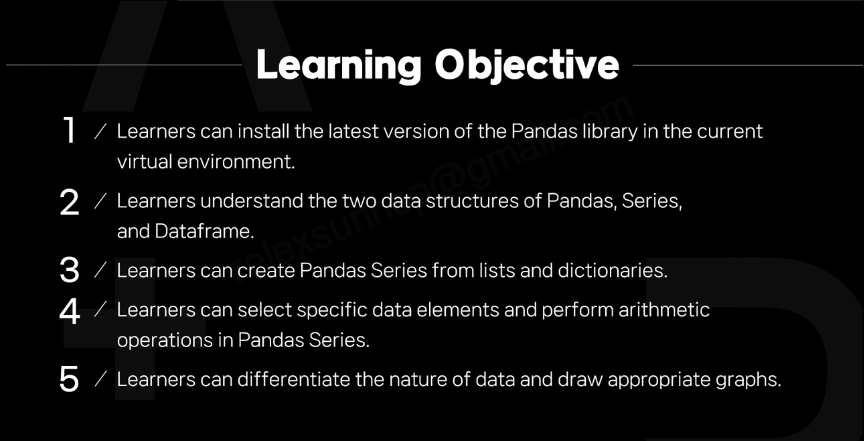 Learning Objective
1 / Learners can install the latest version of the Pandas library in the current
virtual environment.
2 / Learners understand the two data structures of Pandas, Series,
and Dataframe.
3 / Learners can create Pandas Series from lists and dictionaries.
4 / Learners can select specific data elements and perform arithmetic
operations in Pandas Series.
5 / Learners can differentiate the nature of data and draw appropriate graphs.